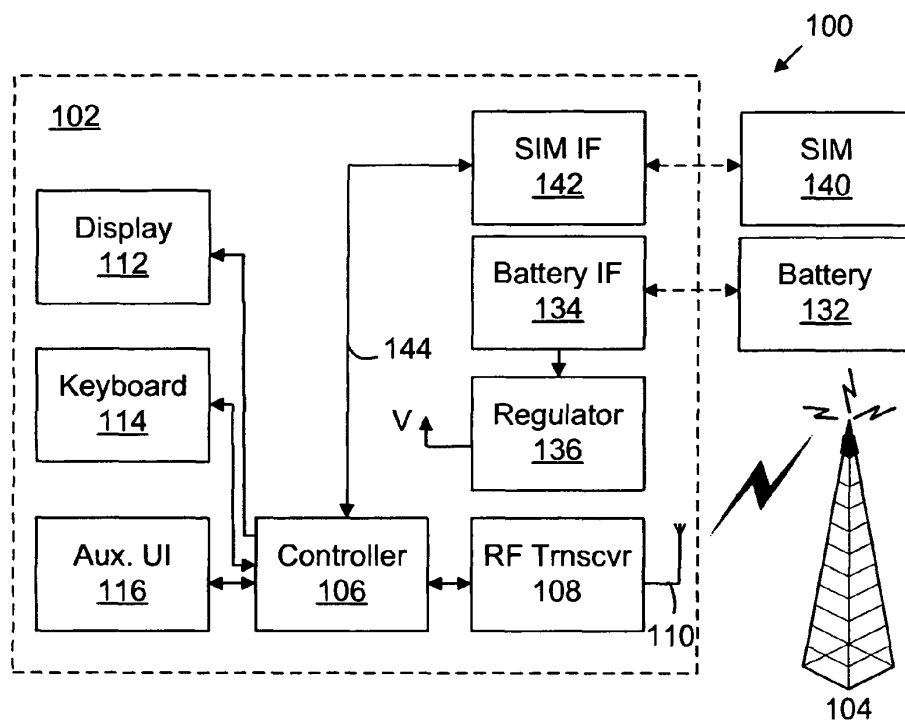 100
102
SIM IF
142
SIM
140
Display
112
Battery IF
134
Battery
132
144
Keyboard
114
V
Regulator
136
Aux. UI
116
Controller
106
RF Trnscvr
108
110
104